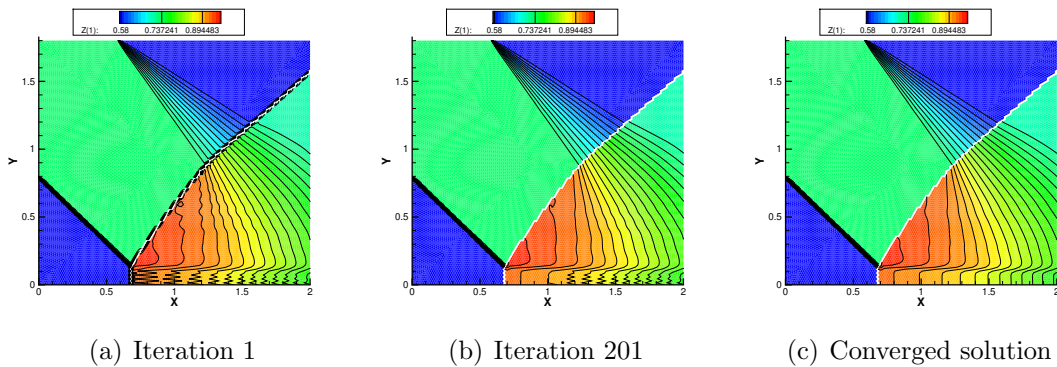 Z(1): 0.58 0.737241 0.894483
Z(1): 0.58 0.737241 0.894483
Z(1): 0.58 0.737241 0.894483
Y
1.5
1
0.5
0
0 0.5 1 1.5 2
X
Y
1.5
1
0.5
0
0 0.5 1 1.5 2
X
Y
1.5
1
0.5
0
0 0.5 1 1.5 2
X
(a) Iteration 1
(b) Iteration 201
(c) Converged solution